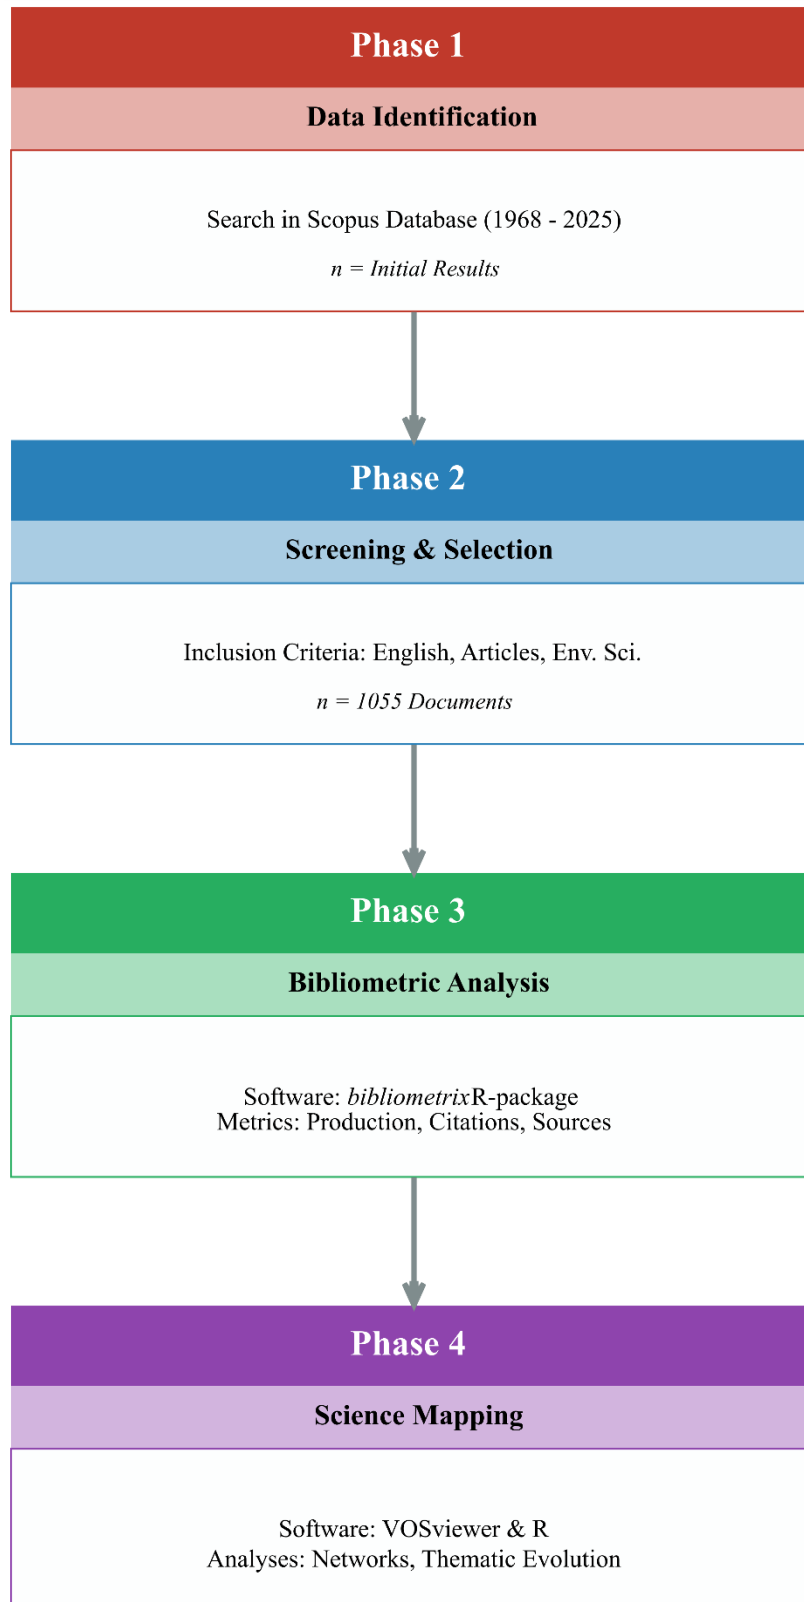 Phase 1
Data Identification
Search in Scopus Database (1968 - 2025)
n = Initial Results
Phase 2
Screening & Selection
Inclusion Criteria: English, Articles, Env. Sci.
n = 1055 Documents
Phase 3
Bibliometric Analysis
Software: bibliometrixR-package
Metrics: Production, Citations, Sources
Phase 4
Science Mapping
Software: VOSviewer & R
Analyses: Networks, Thematic Evolution